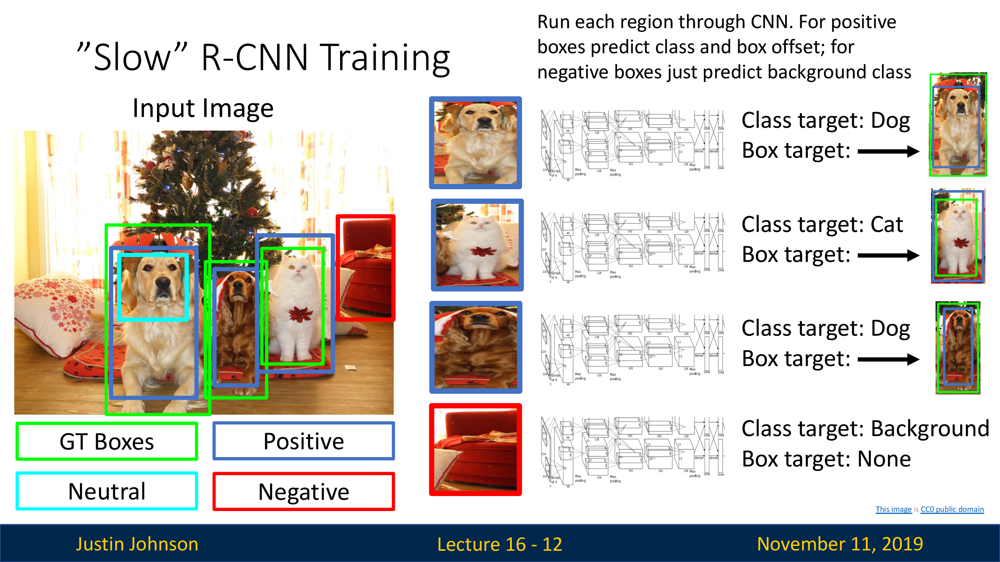 ”Slow” R-CNN Training
Run each region through CNN. For positive
boxes predict class and box offset; for
negative boxes just predict background class
Input Image
Class target: Dog
Box target:
Class target: Cat
Box target:
Class target: Dog
Box target:
Class target: Background
Box target: None
GT Boxes
Positive
Neutral
Negative
This image is CC0 public domain
Justin Johnson
Lecture 16 - 12
November 11, 2019